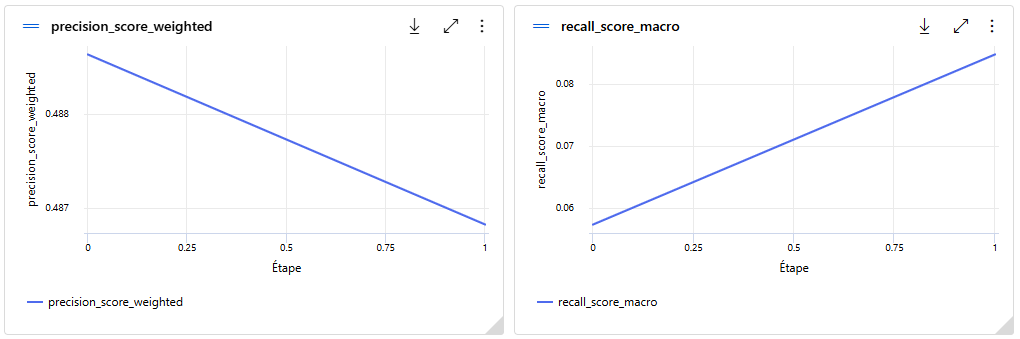 precision_score_weighted
precision_score_weighted
0.488
0.487
0
0.25
0.5
0.75
1
Étape
precision_score_weighted
recall_score_macro
recall_score_macro
0.08
0.07
0.06
0
0.25
0.5
0.75
1
Étape
recall_score_macro